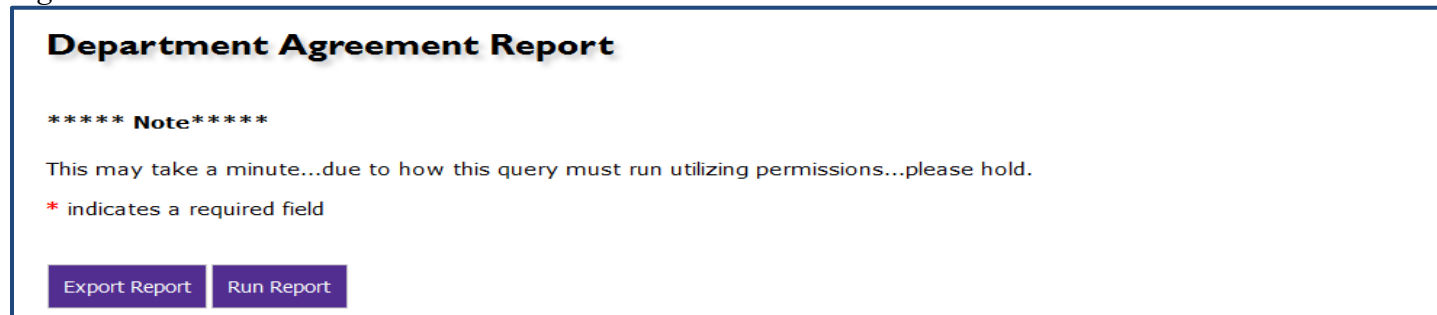 Department Agreement Report
***** Note*****
This may take a minute...due to how this query must run utilizing permissions...please hold.
* indicates a required field
Export Report Run Report